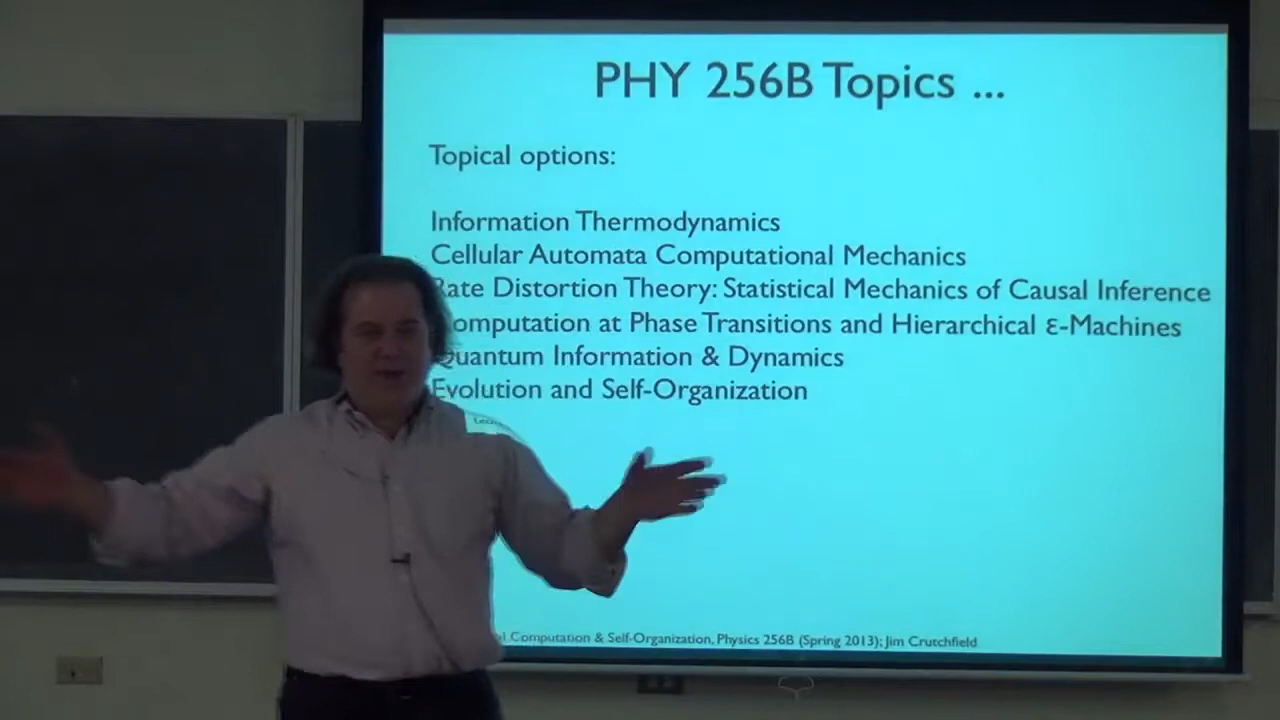 PHY 256B Topics ...
Topical options:
Information Thermodynamics
Cellular Automata Computational Mechanics
Rate Distortion Theory: Statistical Mechanics of Causal Inference
Computation at Phase Transitions and Hierarchical ε-Machines
Quantum Information & Dynamics
Evolution and Self-Organization
Computation & Self-Organization, Physics 256B (Spring 2013); Jim Crutchfield